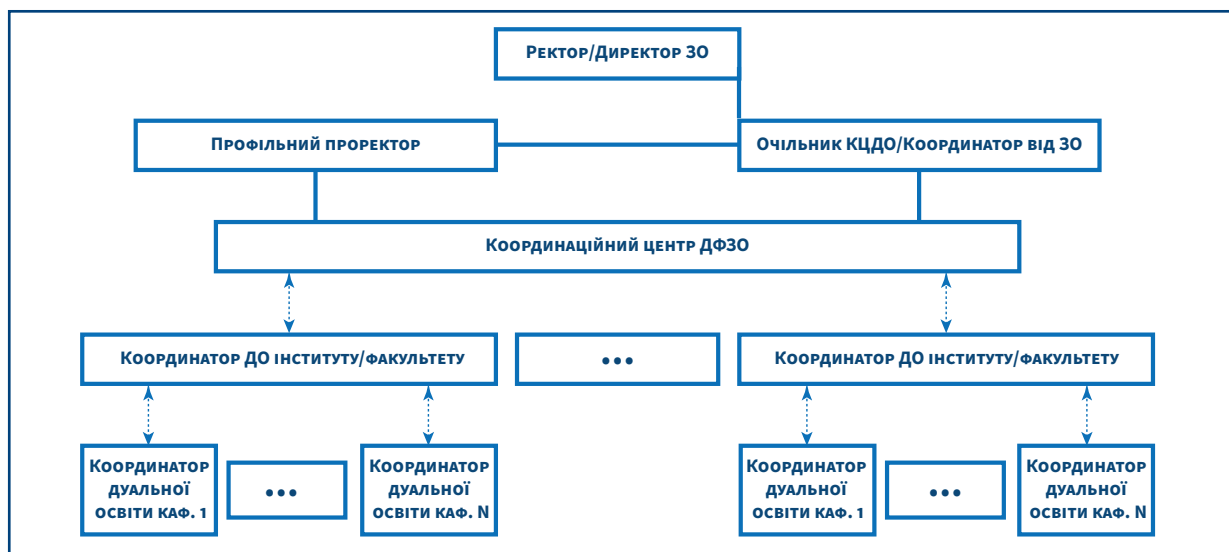 Ректор/Директор ЗО
Профільний проректор
Очільник КЦДО/Координатор від ЗО
Координаційний центр ДФЗО
Координатор ДО інституту/факультету
...
Координатор ДО інституту/факультету
Координатор
дуальної
освіти каф. 1
...
Координатор
дуальної
освіти каф. N
Координатор
дуальної
освіти каф. 1
...
Координатор
дуальної
освіти каф. N